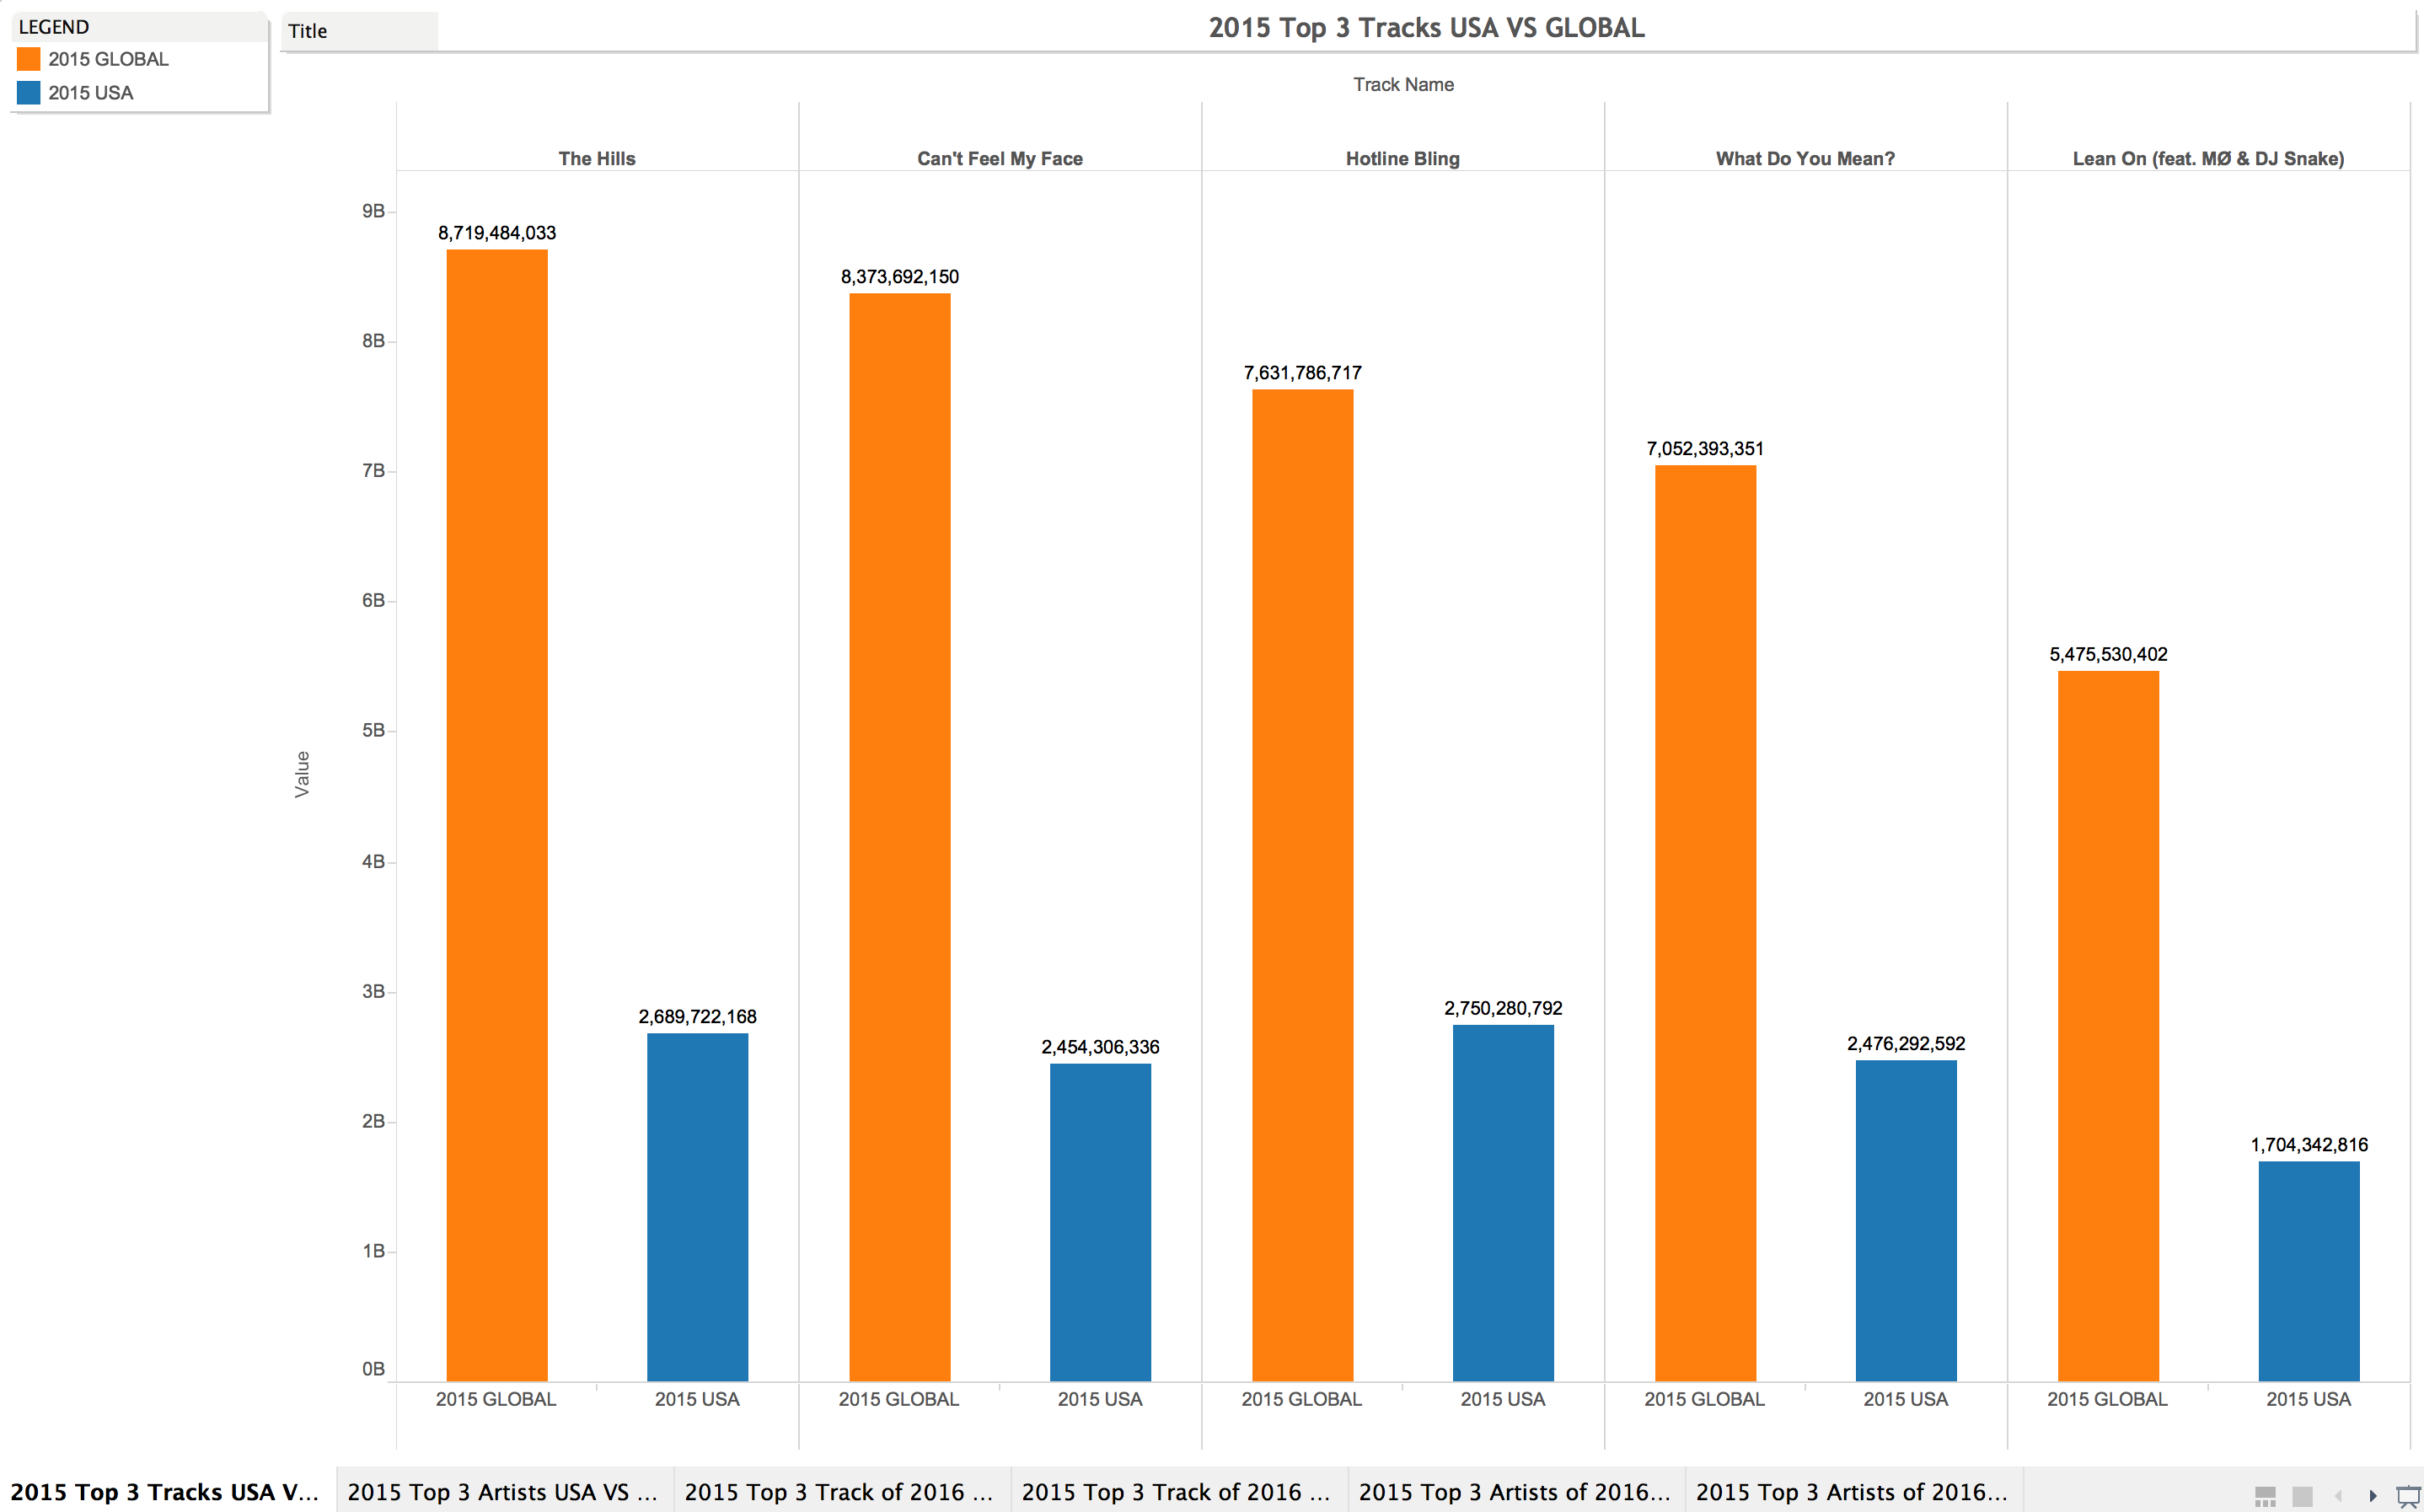 LEGEND
2015 GLOBAL
2015 USA
Title
2015 Top 3 Tracks USA VS GLOBAL
Track Name
The Hills
Can't Feel My Face
Hotline Bling
What Do You Mean?
Lean On (feat. MØ & DJ Snake)
Value
9B
8B
7B
6B
5B
4B
3B
2B
1B
0B
8,719,484,033
2,689,722,168
8,373,692,150
2,454,306,336
7,631,786,717
2,750,280,792
7,052,393,351
2,476,292,592
5,475,530,402
1,704,342,816
2015 GLOBAL
2015 USA
2015 GLOBAL
2015 USA
2015 GLOBAL
2015 USA
2015 GLOBAL
2015 USA
2015 GLOBAL
2015 USA
2015 Top 3 Tracks USA V...
2015 Top 3 Artists USA VS ...
2015 Top 3 Track of 2016 ...
2015 Top 3 Track of 2016 ...
2015 Top 3 Artists of 2016...
2015 Top 3 Artists of 2016...